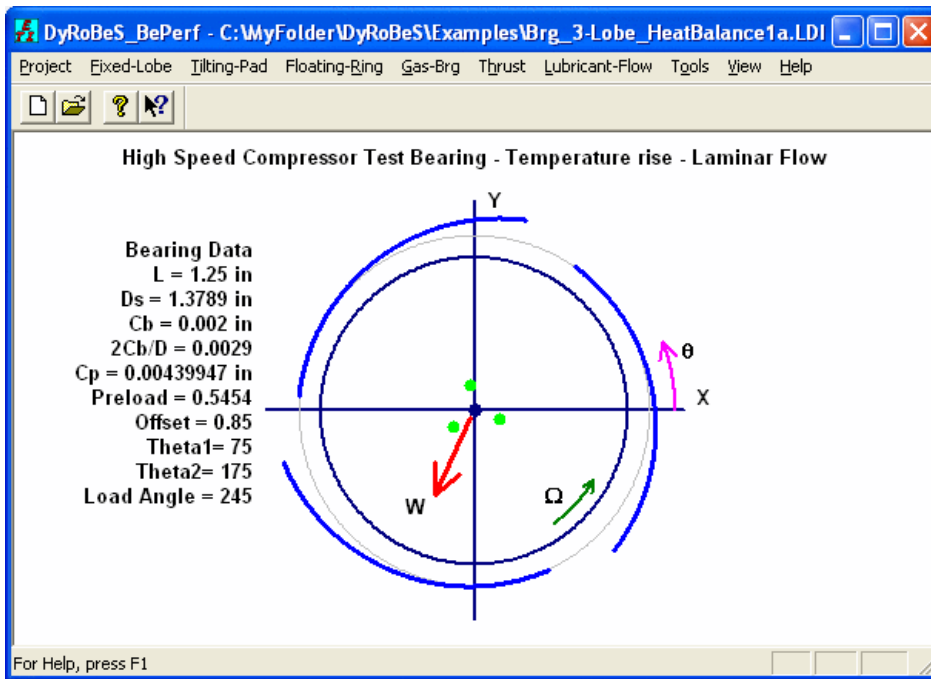 DyRoBeS_BePerf - C:\MyFolder\DyRoBeS\Examples\Brg_3-Lobe_HeatBalance1a.LDI
Project Fixed-Lobe Tilting-Pad Floating-Ring Gas-Brg Thrust Lubricant-Flow Tools View Help
High Speed Compressor Test Bearing - Temperature rise - Laminar Flow
Y
Bearing Data
L = 1.25 in
Ds = 1.3789 in
Cb = 0.002 in
2Cb/D = 0.0029
Cp = 0.00439947 in
Preload = 0.5454
Offset = 0.85
Theta1= 75
Theta2= 175
Load Angle = 245
θ
X
Ω
W
For Help, press F1